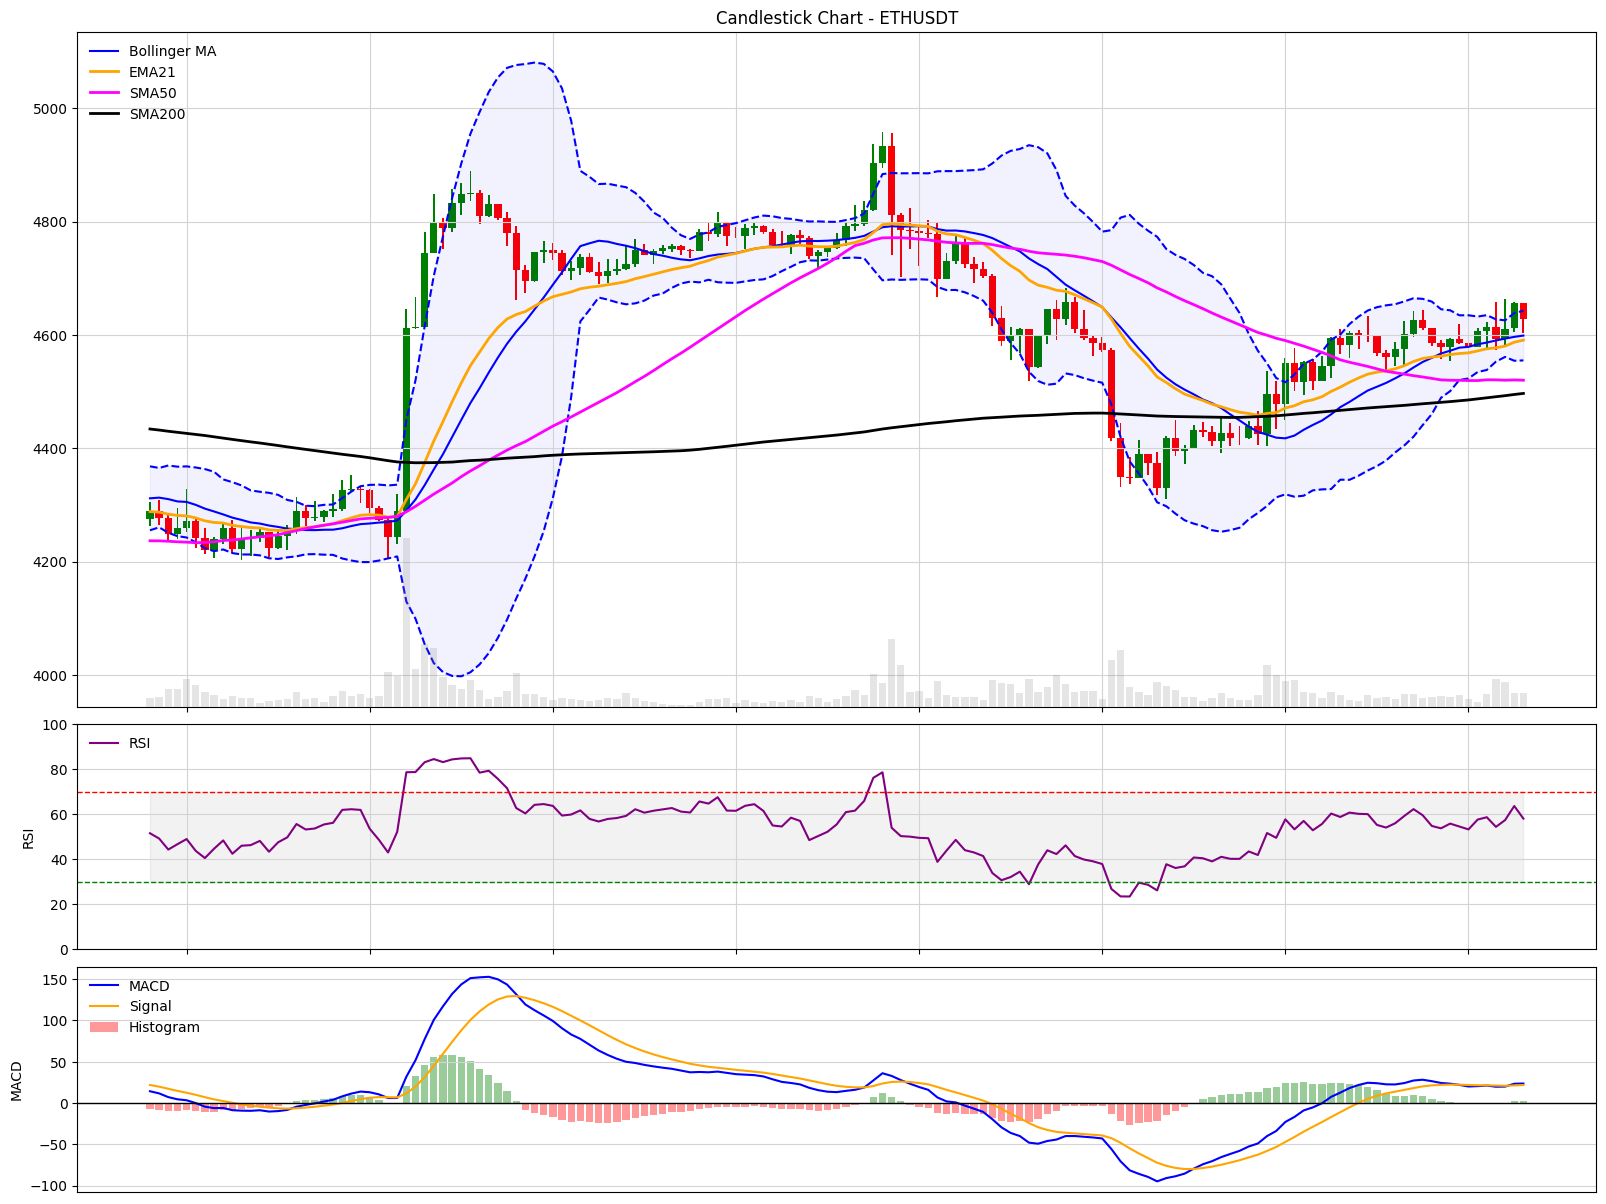 Candlestick Chart - ETHUSDT
Bollinger MA
EMA21
SMA50
SMA200
5000
4800
4600
4400
4200
4000
100
80
60
40
20
0
RSI
RSI
150
100
50
0
−50
−100
MACD
MACD
Signal
Histogram